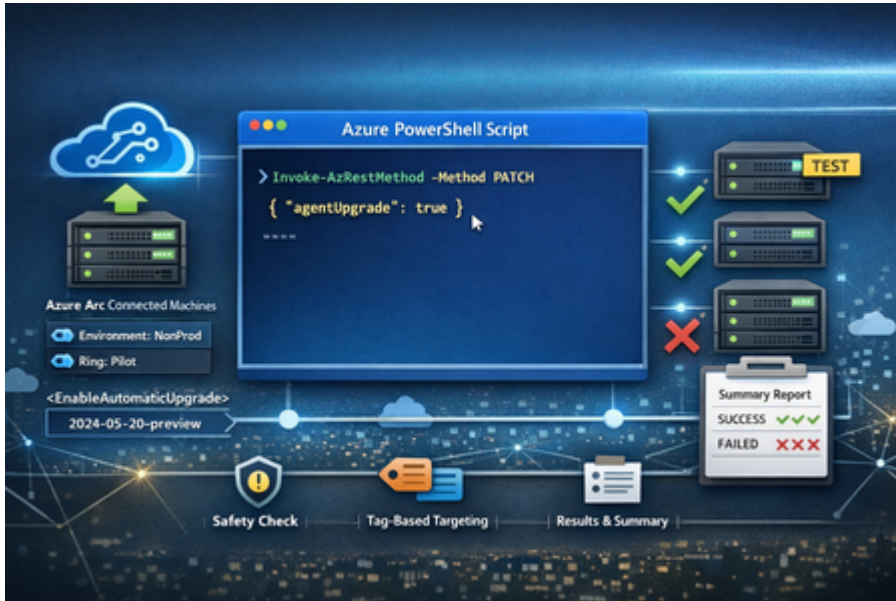 Azure PowerShell Script
Invoke-AzRestMethod -Method PATCH
{ "agentUpgrade": true }
TEST
Azure Arc Connected Machines
Environment: NonProd
Ring: Pilot
<EnableAutomaticUpgrade>
2024-05-20-preview
Summary Report
SUCCESS
FAILED
Safety Check
Tag-Based Targeting
Results & Summary